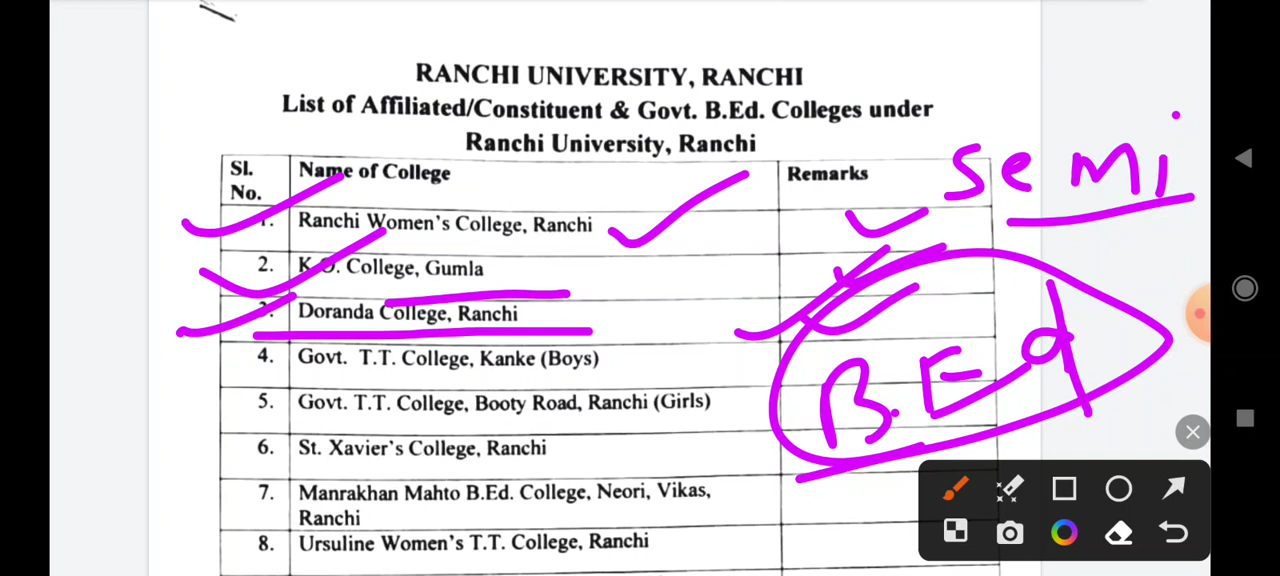 RANCHI UNIVERSITY, RANCHI
List of Affiliated/Constituent & Govt. B.Ed. Colleges under
Ranchi University, Ranchi
Sl. No. Name of College Remarks
semi
1. Ranchi Women's College, Ranchi
2. K.O. College, Gumla
3. Doranda College, Ranchi
4. Govt. T.T. College, Kanke (Boys)
B.Ed
5. Govt. T.T. College, Booty Road, Ranchi (Girls)
6. St. Xavier's College, Ranchi
7. Manrakhan Mahto B.Ed. College, Neori, Vikas,
Ranchi
8. Ursuline Women's T.T. College, Ranchi